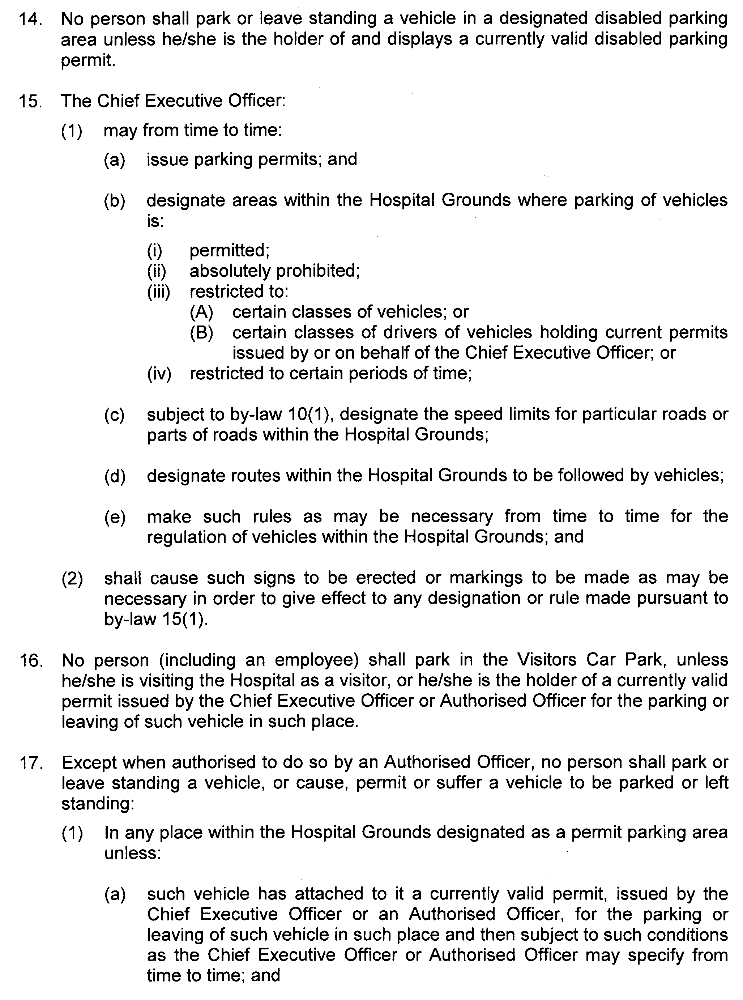 14. No person shall park or leave standing a vehicle in a designated disabled parking
area unless he/she is the holder of and displays a currently valid disabled parking
permit.
15. The Chief Executive Officer:
(1) may from time to time:
(a) issue parking permits; and
(b) designate areas within the Hospital Grounds where parking of vehicles
is:
(i) permitted;
(ii) absolutely prohibited;
(iii) restricted to:
(A) certain classes of vehicles; or
(B) certain classes of drivers of vehicles holding current permits
issued by or on behalf of the Chief Executive Officer; or
(iv) restricted to certain periods of time;
(c) subject to by-law 10(1), designate the speed limits for particular roads or
parts of roads within the Hospital Grounds;
(d) designate routes within the Hospital Grounds to be followed by vehicles;
(e) make such rules as may be necessary from time to time for the
regulation of vehicles within the Hospital Grounds; and
(2) shall cause such signs to be erected or markings to be made as may be
necessary in order to give effect to any designation or rule made pursuant to
by-law 15(1).
16. No person (including an employee) shall park in the Visitors Car Park, unless
he/she is visiting the Hospital as a visitor, or he/she is the holder of a currently valid
permit issued by the Chief Executive Officer or Authorised Officer for the parking or
leaving of such vehicle in such place.
17. Except when authorised to do so by an Authorised Officer, no person shall park or
leave standing a vehicle, or cause, permit or suffer a vehicle to be parked or left
standing:
(1) In any place within the Hospital Grounds designated as a permit parking area
unless:
(a) such vehicle has attached to it a currently valid permit, issued by the
Chief Executive Officer or an Authorised Officer, for the parking or
leaving of such vehicle in such place and then subject to such conditions
as the Chief Executive Officer or Authorised Officer may specify from
time to time; and